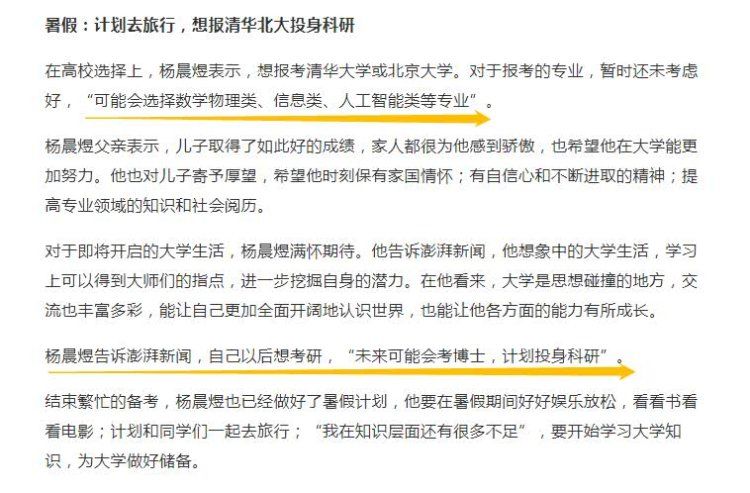 暑假：计划去旅行，想报清华北大投身科研
在高校选择上，杨晨煜表示，想报考清华大学或北京大学。对于报考的专业，暂时还未考虑
好，“可能会选择数学物理类、信息类、人工智能类等专业”。
杨晨煜父亲表示，儿子取得了如此好的成绩，家人都很为他感到骄傲，也希望他在大学能更
加努力。他也对儿子寄予厚望，希望他时刻保有家国情怀；有自信心和不断进取的精神；提
高专业领域的知识和社会阅历。
对于即将开启的大学生活，杨晨煜满怀期待。他告诉澎湃新闻，他想象中的大学生活，学习
上可以得到大师们的指点，进一步挖掘自身的潜力。在他看来，大学是思想碰撞的地方，交
流也丰富多彩，能让自己更加全面开阔地认识世界，也能让他各方面的能力有所成长。
杨晨煜告诉澎湃新闻，自己以后想考研，“未来可能会考博士，计划投身科研”。
结束繁忙的备考，杨晨煜也已经做好了暑假计划，他要在暑假期间好好娱乐放松，看看书看
看电影；计划和同学们一起去旅行；“我在知识层面还有很多不足”，要开始学习大学知
识，为大学做好储备。